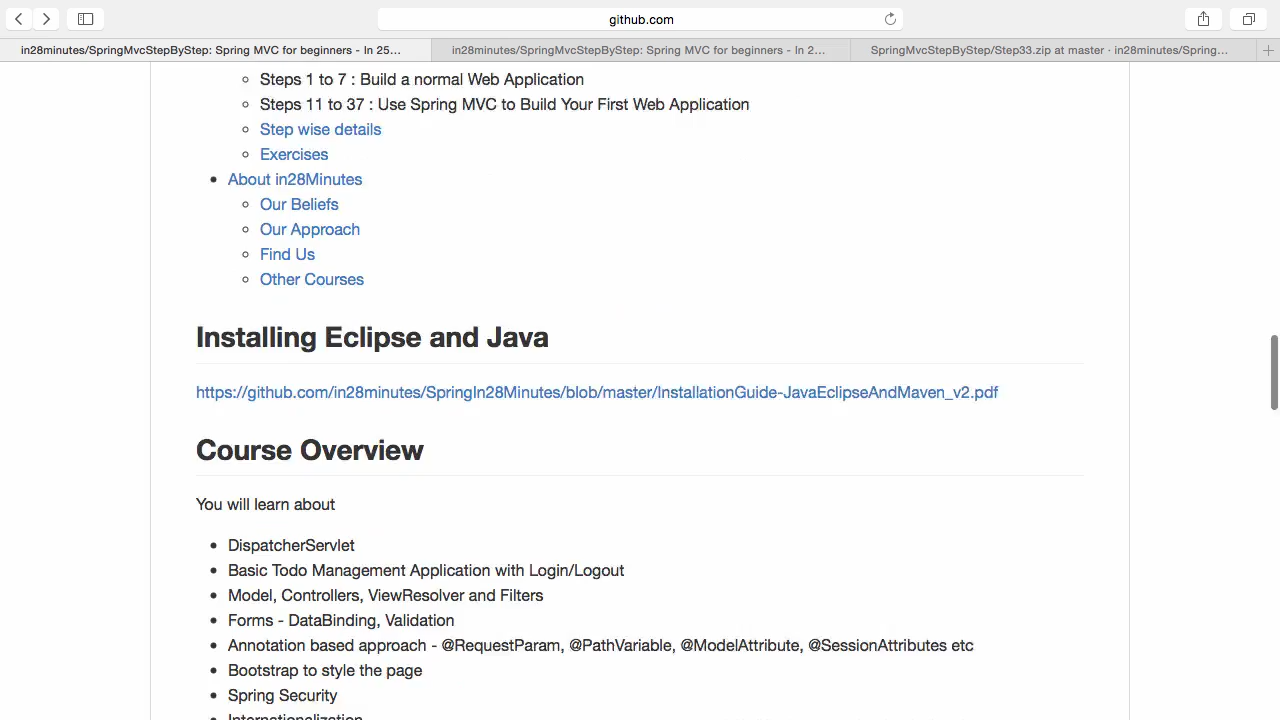 github.com
in28minutes/SpringMvcStepByStep: Spring MVC for beginners - In 25...
in28minutes/SpringMvcStepByStep: Spring MVC for beginners - In 2...
SpringMvcStepByStep/Step33.zip at master · in28minutes/Spring...
Steps 1 to 7 : Build a normal Web Application
Steps 11 to 37 : Use Spring MVC to Build Your First Web Application
Step wise details
Exercises
About in28Minutes
Our Beliefs
Our Approach
Find Us
Other Courses
Installing Eclipse and Java
https://github.com/in28minutes/SpringIn28Minutes/blob/master/InstallationGuide-JavaEclipseAndMaven_v2.pdf
Course Overview
You will learn about
DispatcherServlet
Basic Todo Management Application with Login/Logout
Model, Controllers, ViewResolver and Filters
Forms - DataBinding, Validation
Annotation based approach - @RequestParam, @PathVariable, @ModelAttribute, @SessionAttributes etc
Bootstrap to style the page
Spring Security
Internationalization